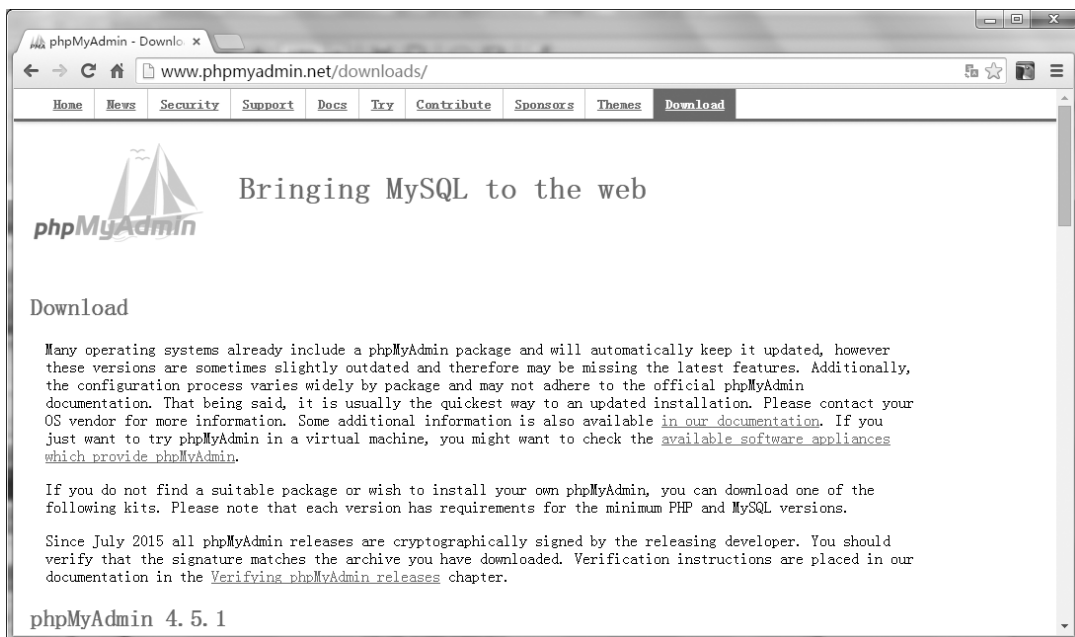 phpMyAdmin - Downlo
www.phpmyadmin.net/downloads/
Home News Security Support Docs Try Contribute Sponsors Themes Download
phpMyAdmin
Bringing MySQL to the web
Download
Many operating systems already include a phpMyAdmin package and will automatically keep it updated, however
these versions are sometimes slightly outdated and therefore may be missing the latest features. Additionally,
the configuration process varies widely by package and may not adhere to the official phpMyAdmin
documentation. That being said, it is usually the quickest way to an updated installation. Please contact your
OS vendor for more information. Some additional information is also available in our documentation. If you
just want to try phpMyAdmin in a virtual machine, you might want to check the available software appliances
which provide phpMyAdmin.
If you do not find a suitable package or wish to install your own phpMyAdmin, you can download one of the
following kits. Please note that each version has requirements for the minimum PHP and MySQL versions.
Since July 2015 all phpMyAdmin releases are cryptographically signed by the releasing developer. You should
verify that the signature matches the archive you have downloaded. Verification instructions are placed in our
documentation in the Verifying phpMyAdmin releases chapter.
phpMyAdmin 4.5.1